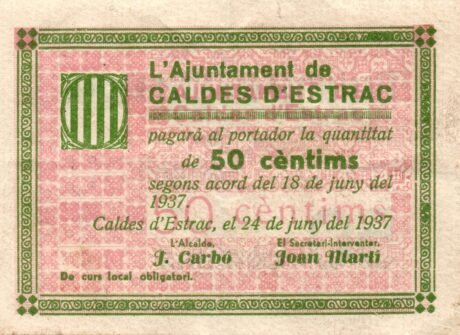 L'Ajuntament de
CALDES D'ESTRAC
pagarà al portador la quantitat
de 50 cèntims
segons acord del 18 de juny del
1937.
50 cèntims
Caldes d'Estrac, el 24 de juny del 1937
L'Alcalde, El Secretari-Interventor,
J. Carbó Joan Martí
De curs local obligatori.